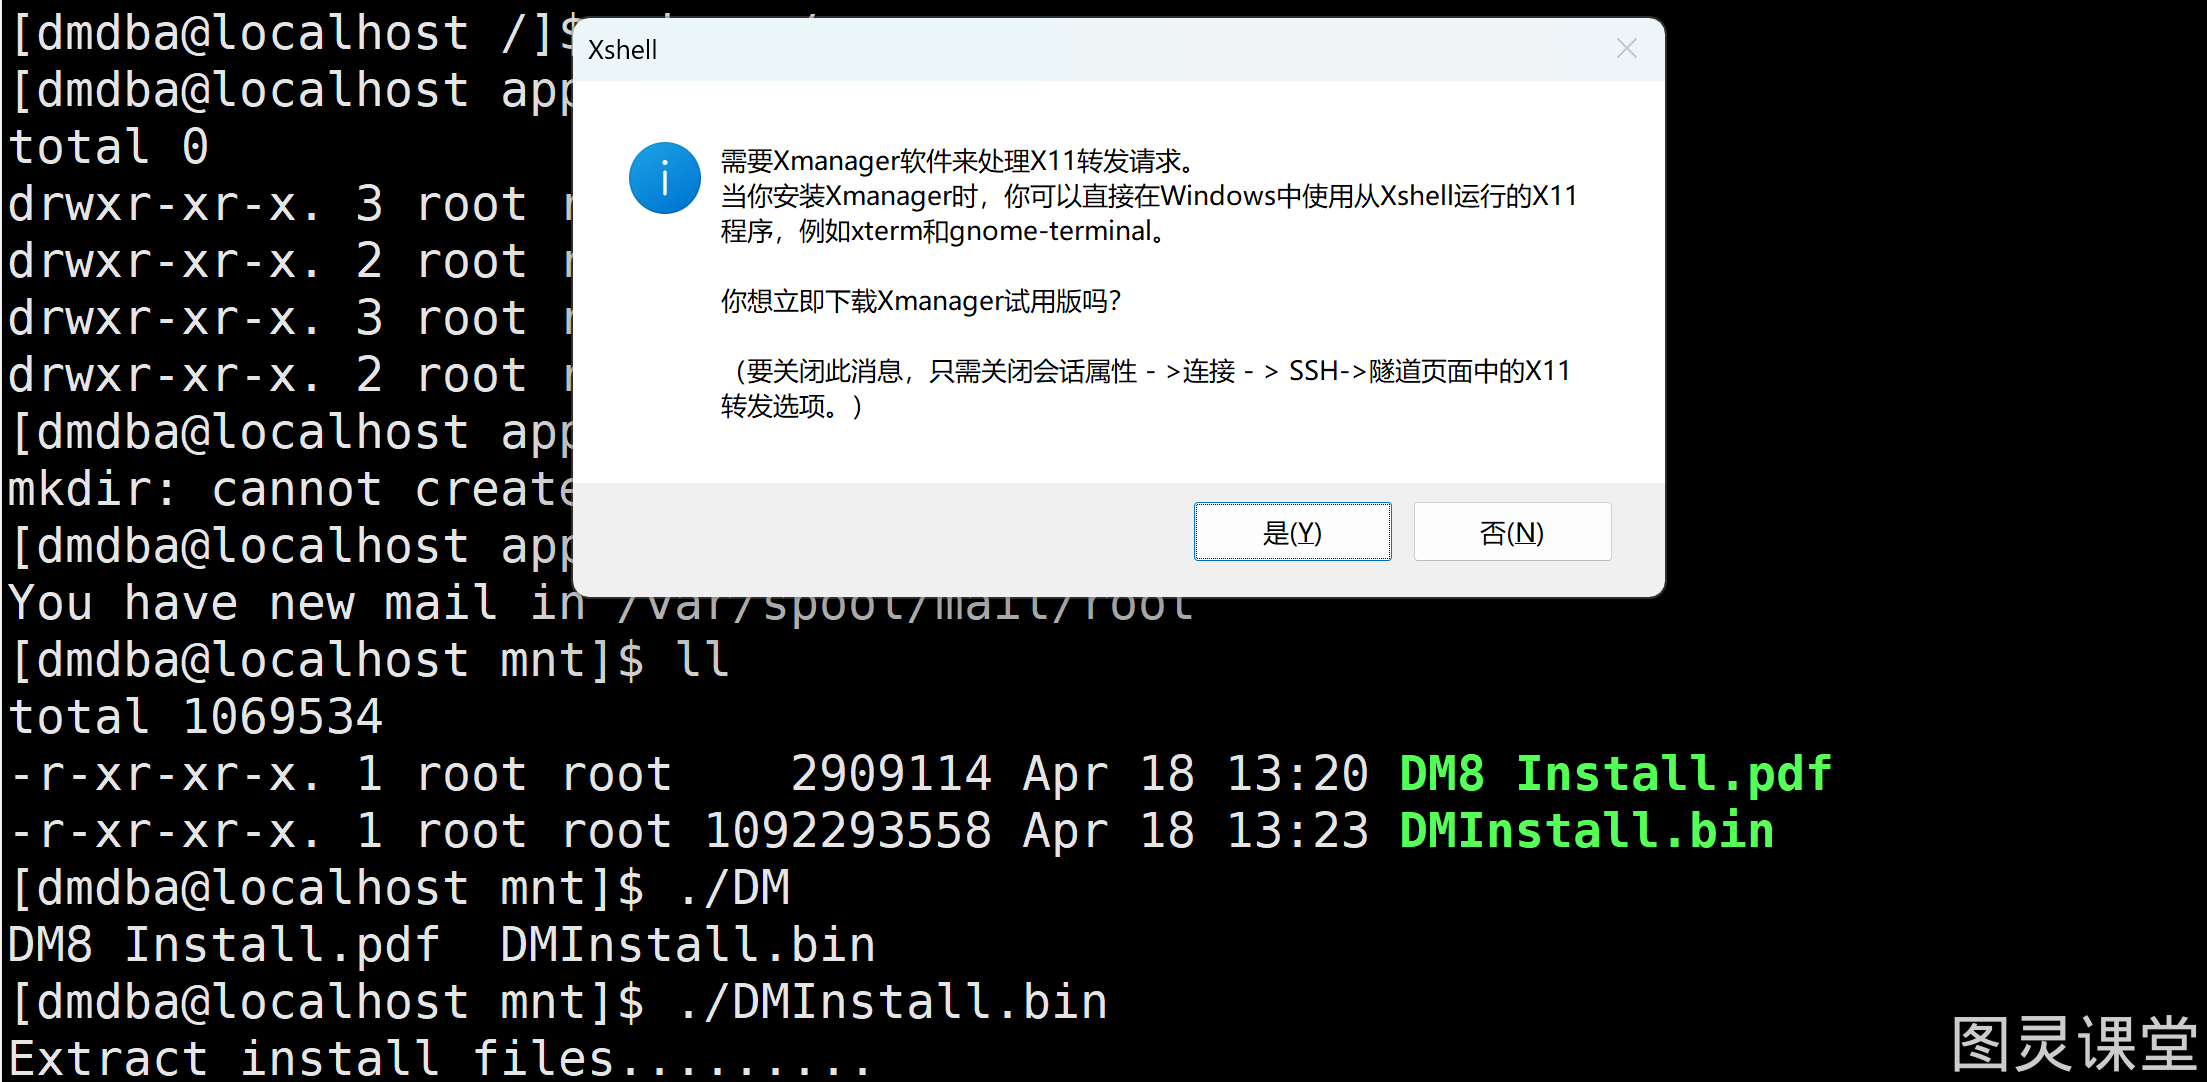 [dmdba@localhost /]$
Xshell
[dmdba@localhost app
total 0
需要Xmanager软件来处理X11转发请求。
当你安装Xmanager时，你可以直接在Windows中使用从Xshell运行的X11
程序，例如xterm和gnome-terminal。
你想立即下载Xmanager试用版吗？
（要关闭此消息，只需关闭会话属性 - >连接 - > SSH->隧道页面中的X11
转发选项。）
是(Y)
否(N)
drwxr-xr-x. 3 root
drwxr-xr-x. 2 root
drwxr-xr-x. 3 root
drwxr-xr-x. 2 root
[dmdba@localhost app
mkdir: cannot create
[dmdba@localhost app
You have new mail in /var/spool/mail/root
[dmdba@localhost mnt]$ ll
total 1069534
-r-xr-xr-x. 1 root root 2909114 Apr 18 13:20 DM8 Install.pdf
-r-xr-xr-x. 1 root root 1092293558 Apr 18 13:23 DMInstall.bin
[dmdba@localhost mnt]$ ./DM
DM8 Install.pdf DMInstall.bin
[dmdba@localhost mnt]$ ./DMInstall.bin
Extract install files.........
图灵课堂